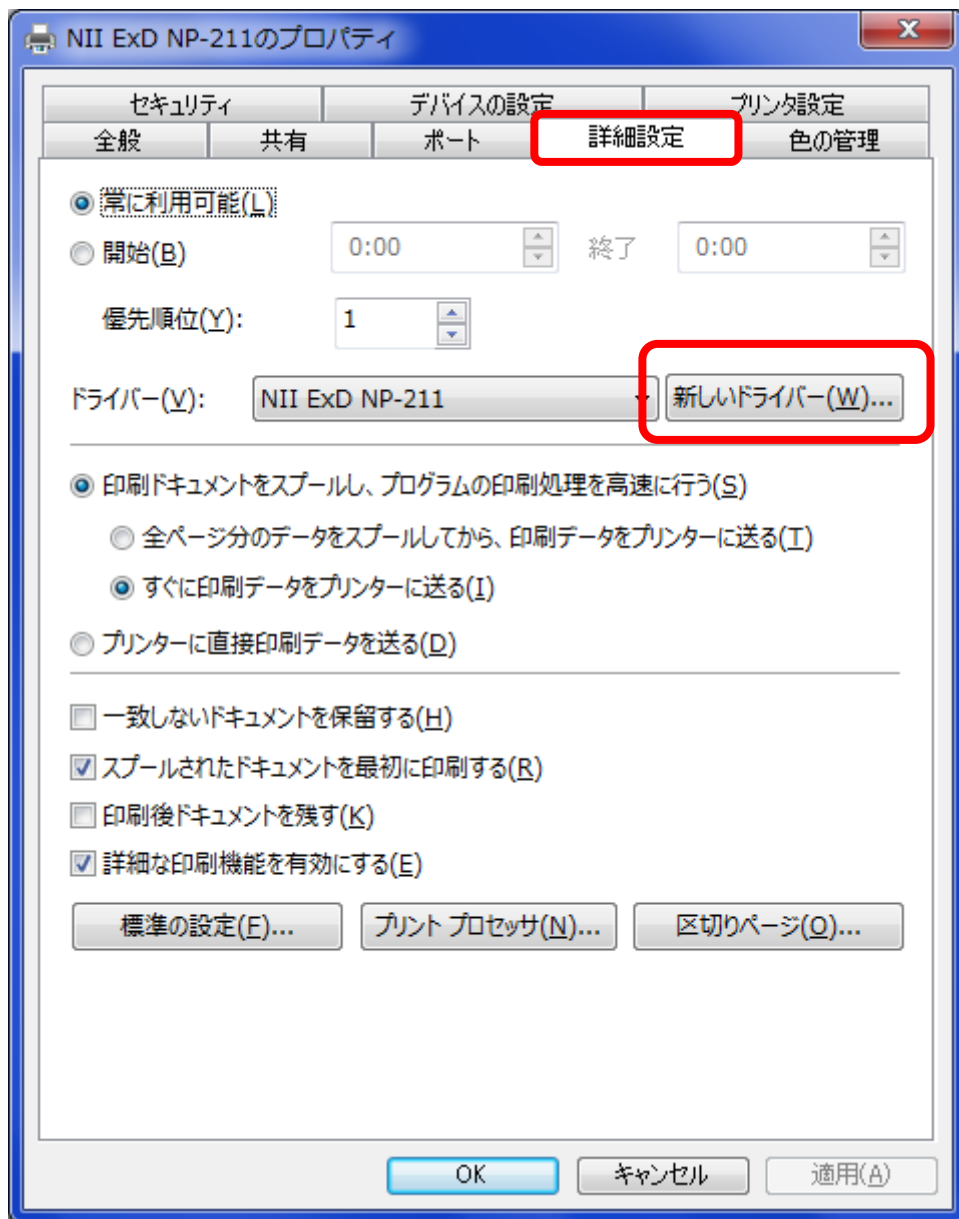 NII ExD NP-211のプロパティ
セキュリティ デバイスの設定 プリンタ設定
全般 共有 ポート 詳細設定 色の管理
常に利用可能(L)
開始(B) 0:00 終了 0:00
優先順位(Y): 1
ドライバー(V): NII ExD NP-211 新しいドライバー(W)...
印刷ドキュメントをスプールし、プログラムの印刷処理を高速に行う(S)
全ページ分のデータをスプールしてから、印刷データをプリンターに送る(T)
すぐに印刷データをプリンターに送る(I)
プリンターに直接印刷データを送る(D)
一致しないドキュメントを保留する(H)
スプールされたドキュメントを最初に印刷する(R)
印刷後ドキュメントを残す(K)
詳細な印刷機能を有効にする(E)
標準の設定(F)... プリント プロセッサ(N)... 区切りページ(O)...
OK キャンセル 適用(A)